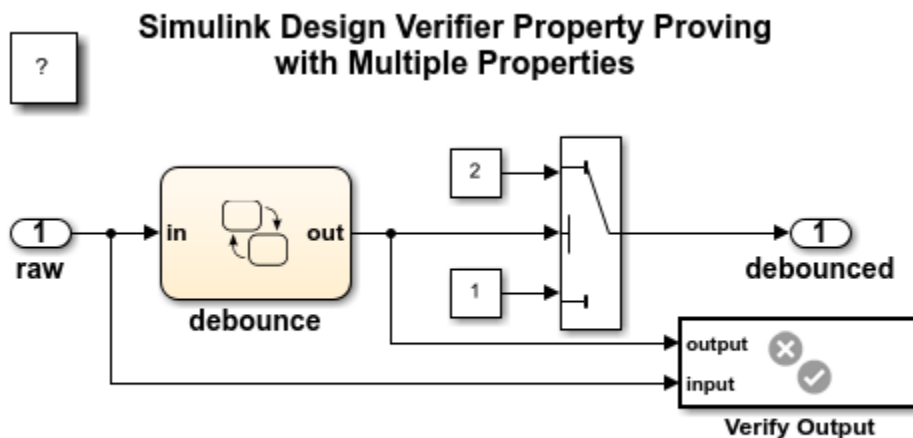 Simulink Design Verifier Property Proving
with Multiple Properties
?
2
1
in
out
1
raw
debounce
1
1
debounced
output
input
Verify Output